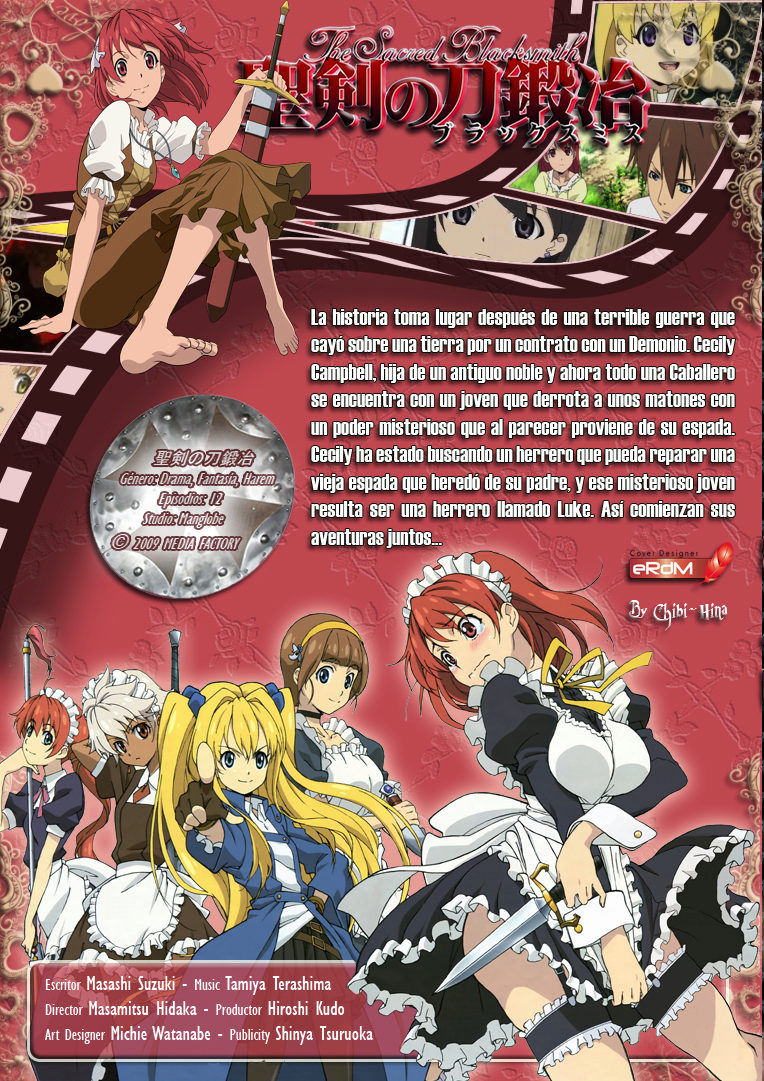 The Sacred Blacksmith
聖剣の刀鍛冶
ブラックスミス
La historia toma lugar después de una terrible guerra que
cayó sobre una tierra por un contrato con un Demonio. Cecily
Campbell, hija de un antiguo noble y ahora todo una Caballero
se encuentra con un joven que derrota a unos matones con
un poder misterioso que al parecer proviene de su espada.
Cecily ha estado buscando un herrero que pueda reparar una
vieja espada que heredó de su padre, y ese misterioso joven
resulta ser una herrero llamado Luke. Así comienzan sus
aventuras juntos...
聖剣の刀鍛冶
Género: Drama, Fantasía, Harem
Episodios: 12
Studio: Manglobe
© 2009 MEDIA FACTORY
Cover Designer
eRdM
By Chibi~Hina
Escritor Masashi Suzuki - Music Tamiya Terashima
Director Masamitsu Hidaka - Productor Hiroshi Kudo
Art Designer Michie Watanabe - Publicity Shinya Tsuruoka